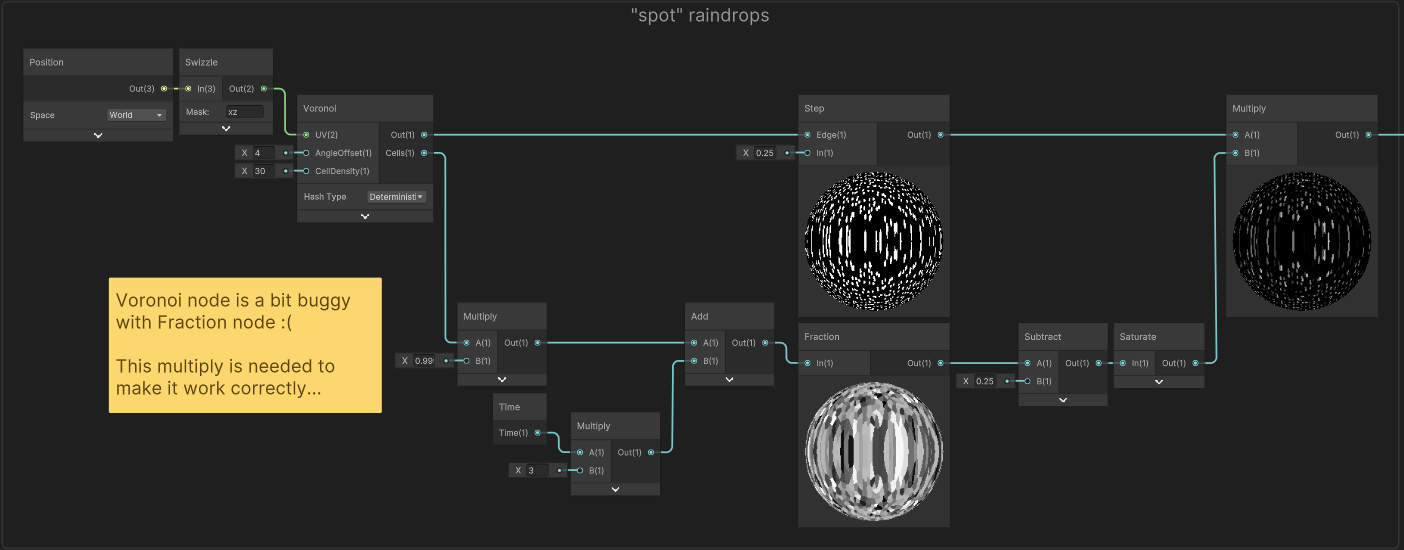 "spot" raindrops
Position
Out(3)
Space
World
Swizzle
In(3)
Out(2)
Mask:
xz
Voronoi
UV(2)
Out(1)
X 4
AngleOffset(1)
Cells(1)
X 30
CellDensity(1)
Hash Type
Determinist
Step
Edge(1)
Out(1)
X 0.25
In(1)
Multiply
A(1)
Out(1)
B(1)
Voronoi node is a bit buggy
with Fraction node :(
This multiply is needed to
make it work correctly...
Multiply
A(1)
Out(1)
X 0.99
B(1)
Time
Time(1)
Multiply
A(1)
Out(1)
X 3
B(1)
Add
A(1)
Out(1)
B(1)
Fraction
In(1)
Out(1)
Subtract
A(1)
Out(1)
X 0.25
B(1)
Saturate
In(1)
Out(1)